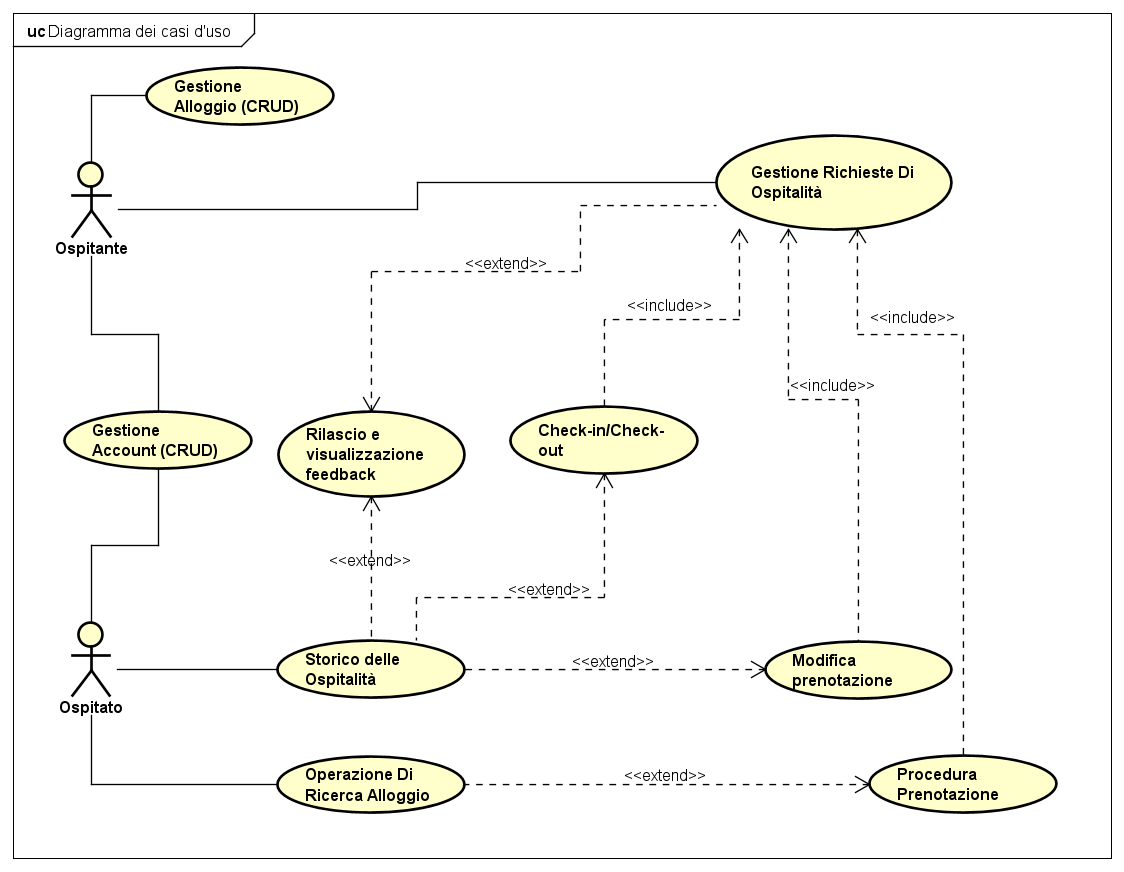 uc Diagramma dei casi d'uso
Gestione
Alloggio (CRUD)
Gestione Richieste Di
Ospitalità
Ospitante
<<extend>>
<<include>>
<<include>>
<<include>>
Gestione
Account (CRUD)
Rilascio e
visualizzazione
feedback
Check-in/Check-
out
<<extend>>
<<extend>>
Storico delle
Ospitalità
<<extend>>
Modifica
prenotazione
Ospitato
Operazione Di
Ricerca Alloggio
<<extend>>
Procedura
Prenotazione